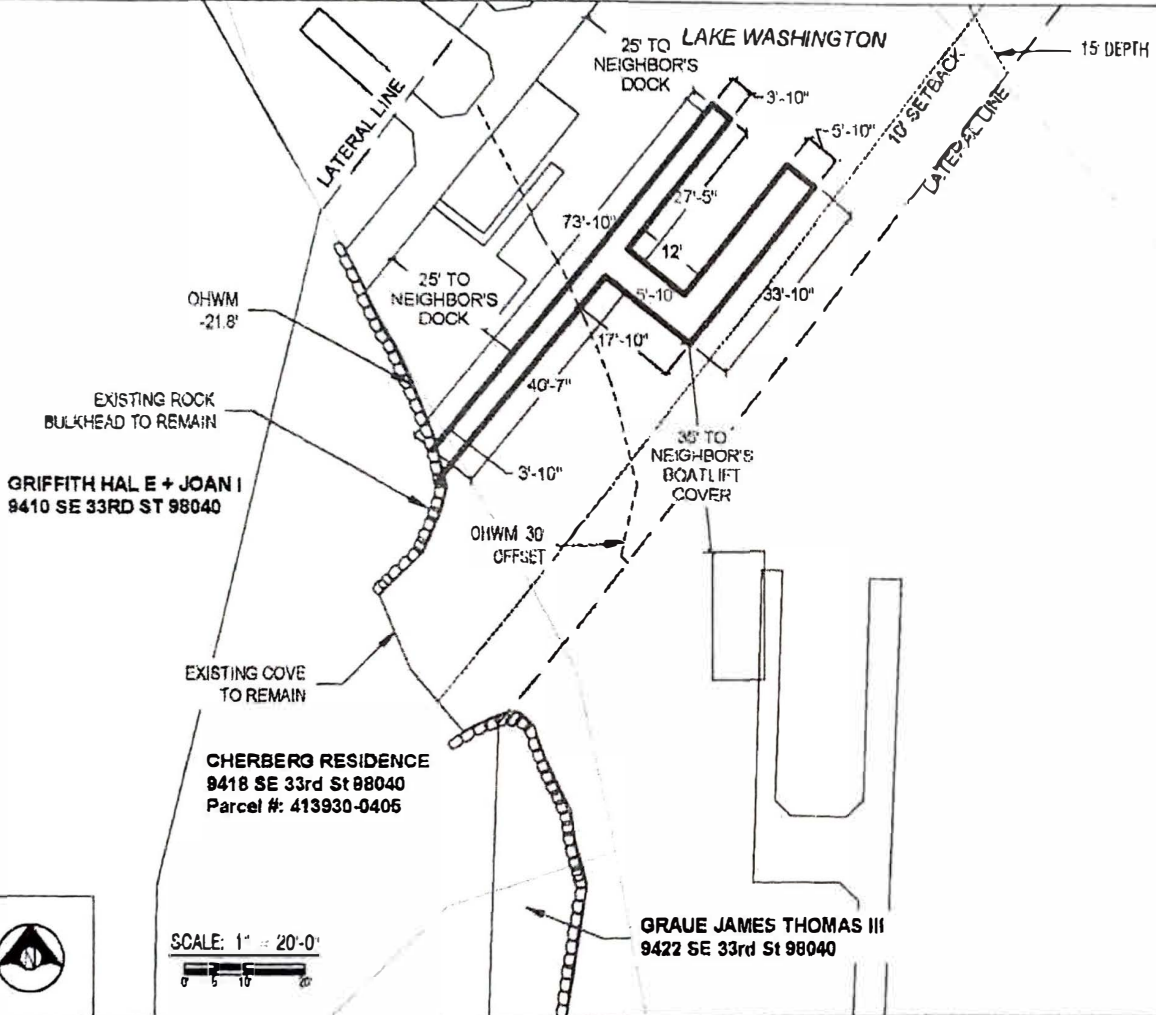 LAKE WASHINGTON
25' TO
NEIGHBOR'S
DOCK
15' DEPTH
LATERAL LINE
3'-10"
10' SETBACK
LATERAL LINE
5'-10"
27'-5"
73'-10"
12'
25' TO
NEIGHBOR'S
DOCK
5'-10
33'-10"
OHWM
-21.8'
17'-10"
40'-7"
EXISTING ROCK
BULKHEAD TO REMAIN
35' TO
NEIGHBOR'S
BOATLIFT
COVER
3'-10"
GRIFFITH HAL E + JOAN I
9410 SE 33RD ST 98040
OHWM 30'
OFFSET
EXISTING COVE
TO REMAIN
CHERBERG RESIDENCE
9418 SE 33rd St 98040
Parcel #: 413930-0405
GRAUE JAMES THOMAS III
9422 SE 33rd St 98040
N
SCALE: 1" = 20'-0"
0' 5 10 20'